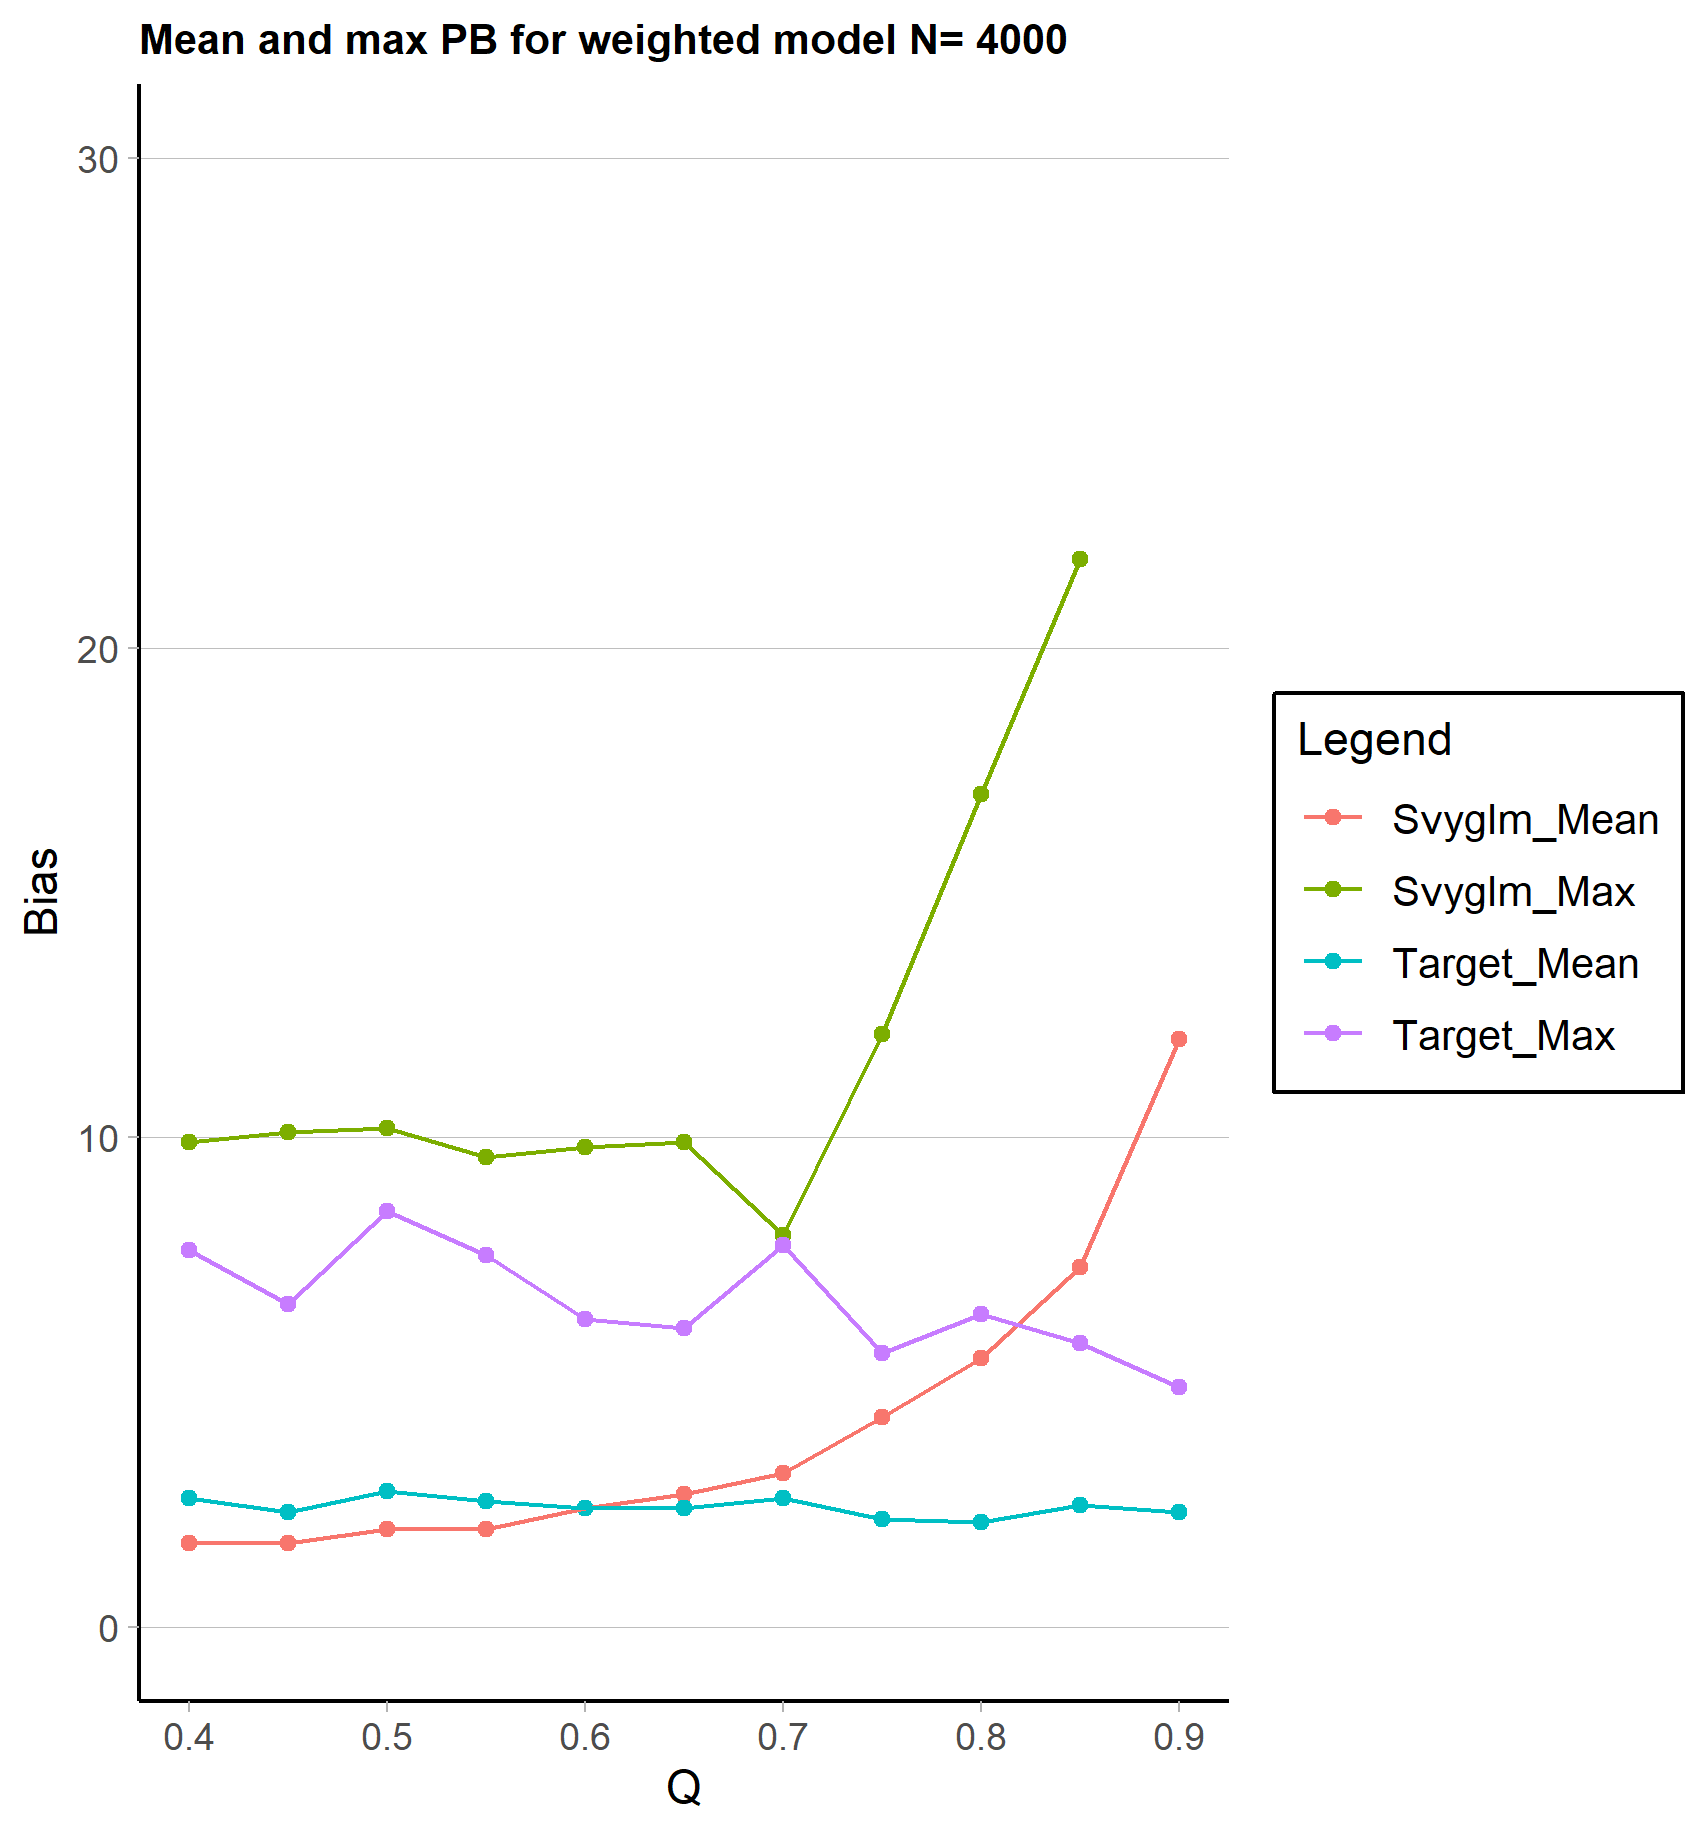 Mean and max PB for weighted model N= 4000
30
20
10
0
Bias
0.4 0.5 0.6 0.7 0.8 0.9
Q
Legend
Svyglm_Mean
Svyglm_Max
Target_Mean
Target_Max